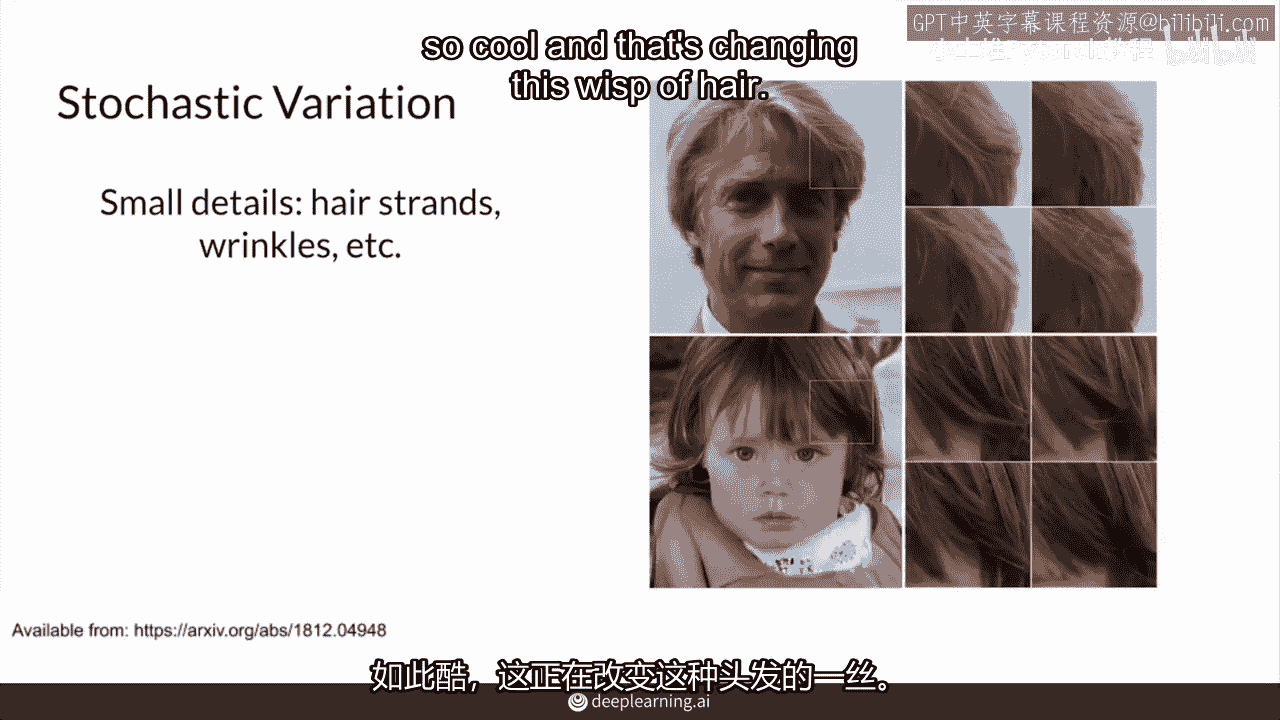 GPT中英字幕课程资源@bilibili.com
so cool and that's changing
this wisp of hair.
Stochastic Variation
Small details: hair strands,
wrinkles, etc.
Available from: https://arxiv.org/abs/1812.04948
如此酷，这正在改变这种头发的一丝。
deeplearning.ai